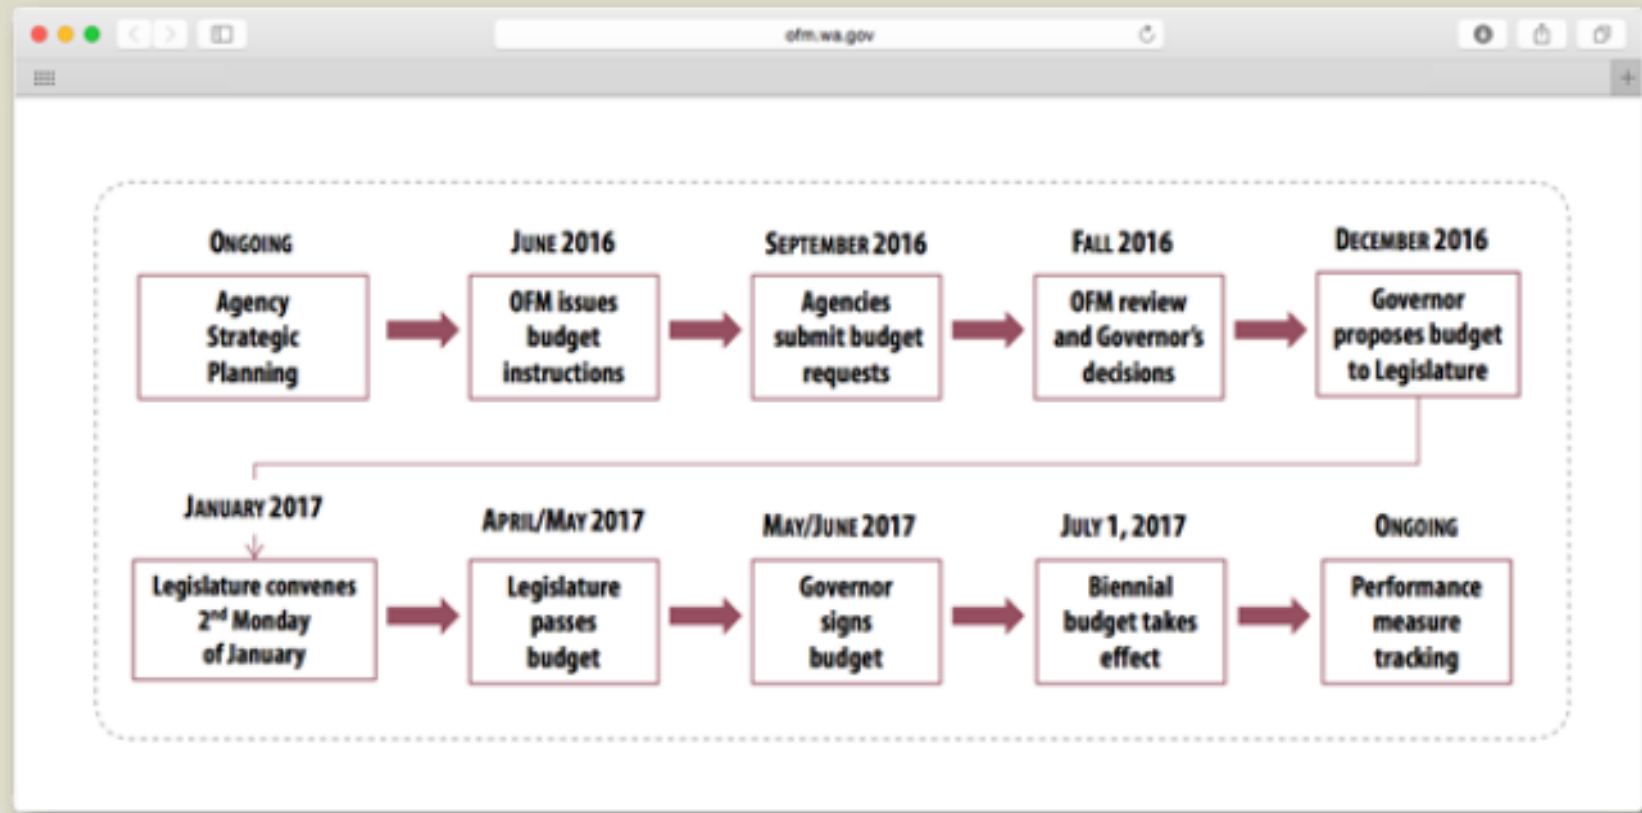 ofm.wa.gov
ONGOING
Agency
Strategic
Planning
JUNE 2016
OFM issues
budget
instructions
SEPTEMBER 2016
Agencies
submit budget
requests
FALL 2016
OFM review
and Governor's
decisions
DECEMBER 2016
Governor
proposes budget
to Legislature
JANUARY 2017
Legislature convenes
2nd Monday
of January
APRIL/MAY 2017
Legislature
passes
budget
MAY/JUNE 2017
Governor
signs
budget
JULY 1, 2017
Biennial
budget takes
effect
ONGOING
Performance
measure
tracking